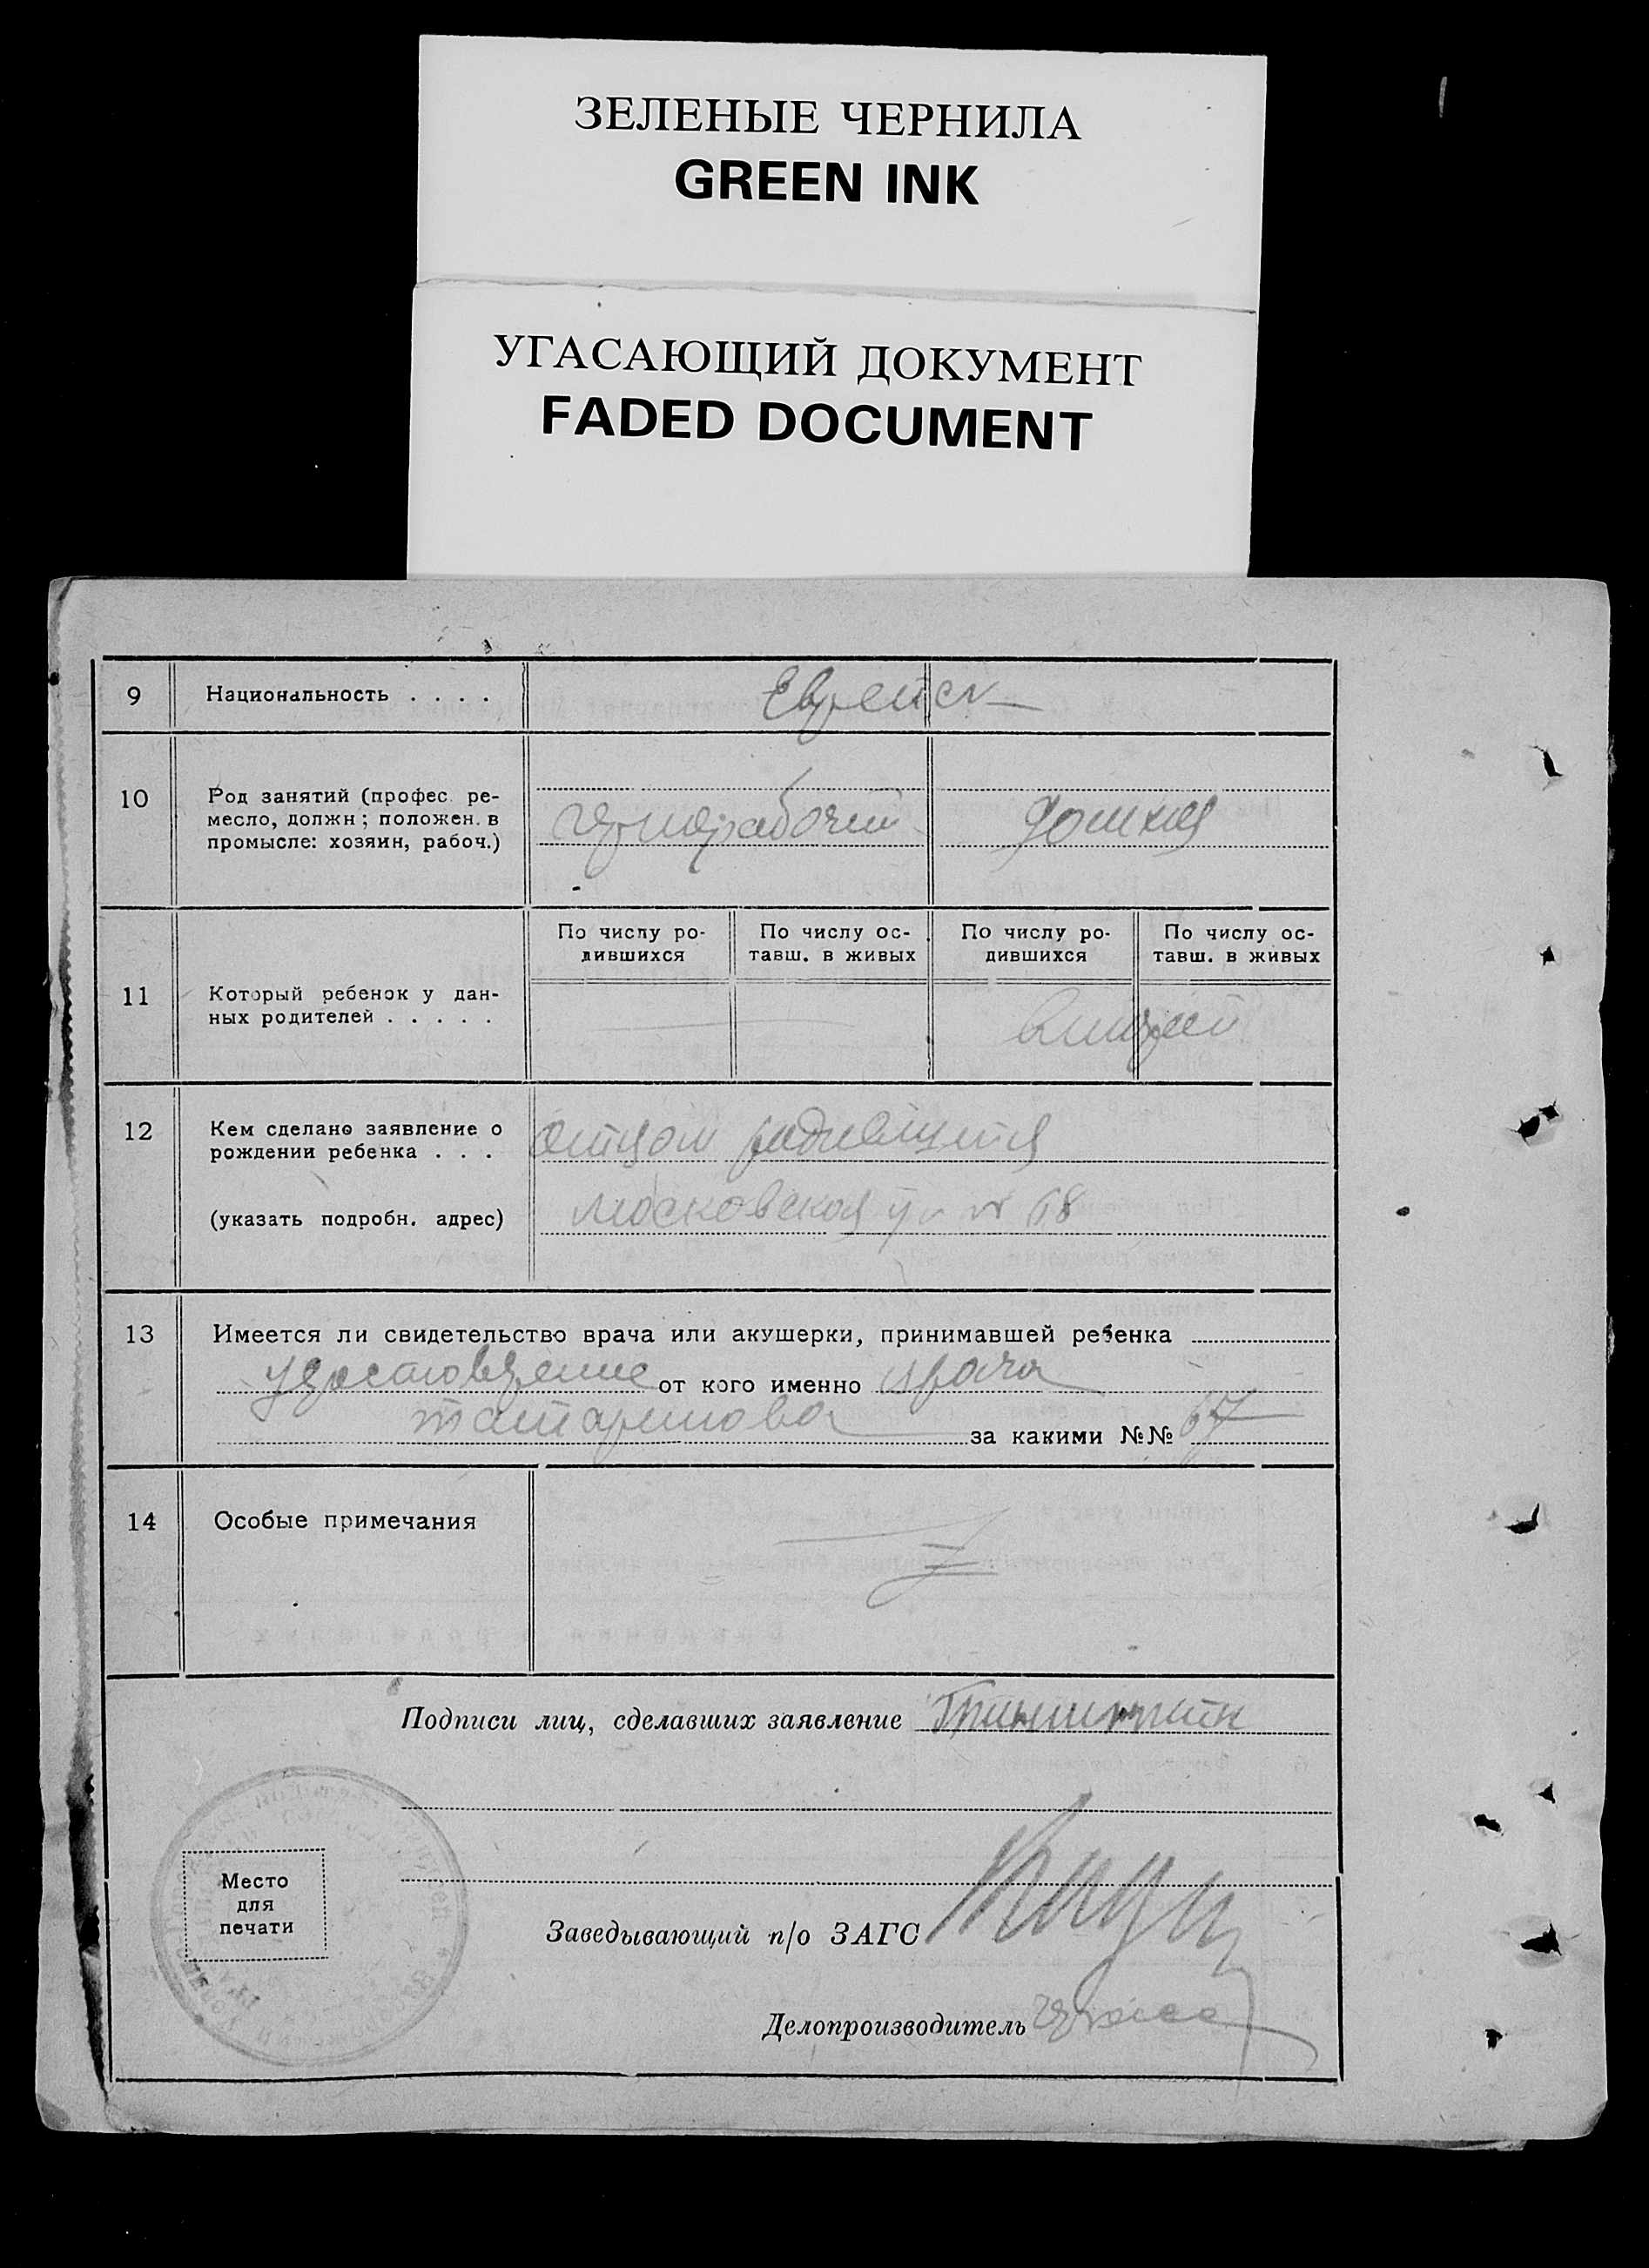 ЗЕЛЕНЫЕ ЧЕРНИЛА
GREEN INK
УГАСАЮЩИЙ ДОКУМЕНТ
FADED DOCUMENT
9 Национальность . . . . Еврейск
10 Род занятий (профес. ре-
месло, должн; положен. в
промысле: хозяин, рабоч.)
чернорабочий
По числу ро-
дившихся
По числу ос-
тавш. в живых
По числу ро-
дившихся
По числу ос-
тавш. в живых
11 Который ребенок у дан-
ных родителей . . . . .
второй
12 Кем сделано заявление о
рождении ребенка . . .
отцом
(указать подробн. адрес)
Московская ул № 68
13 Имеется ли свидетельство врача или акушерки, принимавшей ребенка
удостоверение от кого именно врача
татаринова за какими №№ 67
14 Особые примечания
Подписи лиц, сделавших заявление
Место
для
печати
Заведывающий п/о ЗАГС
Делопроизводитель